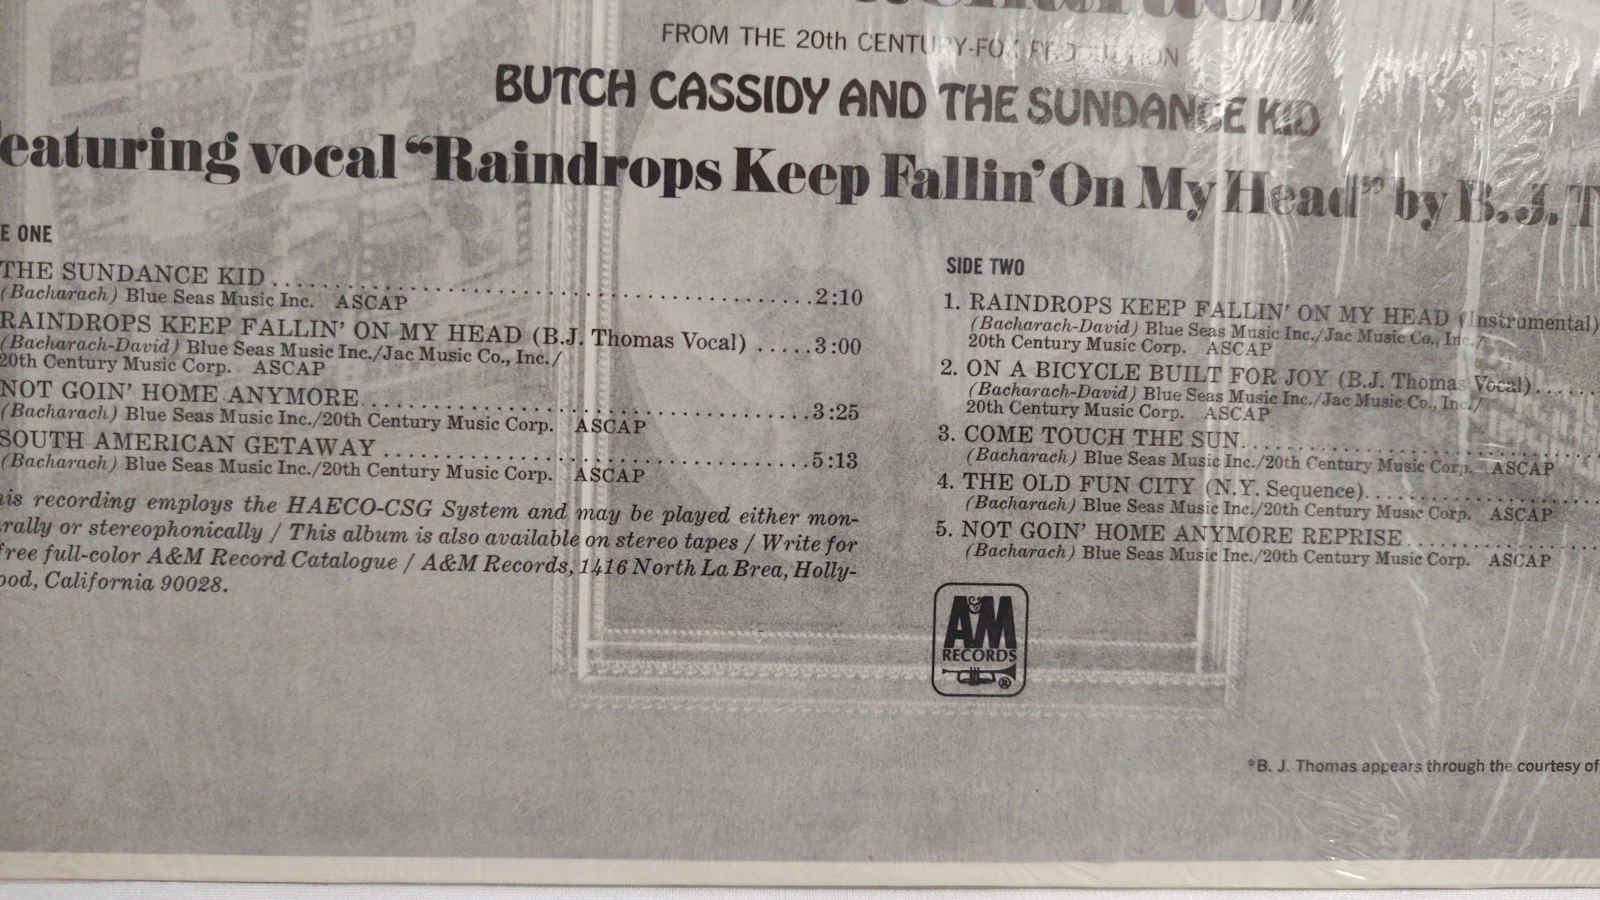 FROM THE 20th CENTURY-FOX PRODUCTION
BUTCH CASSIDY AND THE SUNDANCE KID
eaturing vocal “Raindrops Keep Fallin’ On My Head” by B.J. T
E ONE
THE SUNDANCE KID........................................2:10
(Bacharach) Blue Seas Music Inc. ASCAP
RAINDROPS KEEP FALLIN’ ON MY HEAD (B.J. Thomas Vocal) .....3:00
(Bacharach-David) Blue Seas Music Inc./Jac Music Co., Inc./
20th Century Music Corp. ASCAP
NOT GOIN’ HOME ANYMORE..................................3:25
(Bacharach) Blue Seas Music Inc./20th Century Music Corp. ASCAP
SOUTH AMERICAN GETAWAY ................................5:13
(Bacharach) Blue Seas Music Inc./20th Century Music Corp. ASCAP
his recording employs the HAECO-CSG System and may be played either mon-
rally or stereophonically / This album is also available on stereo tapes / Write for
free full-color A&M Record Catalogue / A&M Records, 1416 North La Brea, Holly-
ood, California 90028.
SIDE TWO
1. RAINDROPS KEEP FALLIN’ ON MY HEAD (Instrumental)
(Bacharach-David) Blue Seas Music Inc./Jac Music Co., Inc./
20th Century Music Corp. ASCAP
2. ON A BICYCLE BUILT FOR JOY (B.J. Thomas Vocal)......
(Bacharach-David) Blue Seas Music Inc./Jac Music Co., Inc./
20th Century Music Corp. ASCAP
3. COME TOUCH THE SUN..............................
(Bacharach) Blue Seas Music Inc./20th Century Music Corp. ASCAP
4. THE OLD FUN CITY (N.Y. Sequence)....................
(Bacharach) Blue Seas Music Inc./20th Century Music Corp. ASCAP
5. NOT GOIN’ HOME ANYMORE REPRISE................
(Bacharach) Blue Seas Music Inc./20th Century Music Corp. ASCAP
A&M
RECORDS
®
*B. J. Thomas appears through the courtesy of